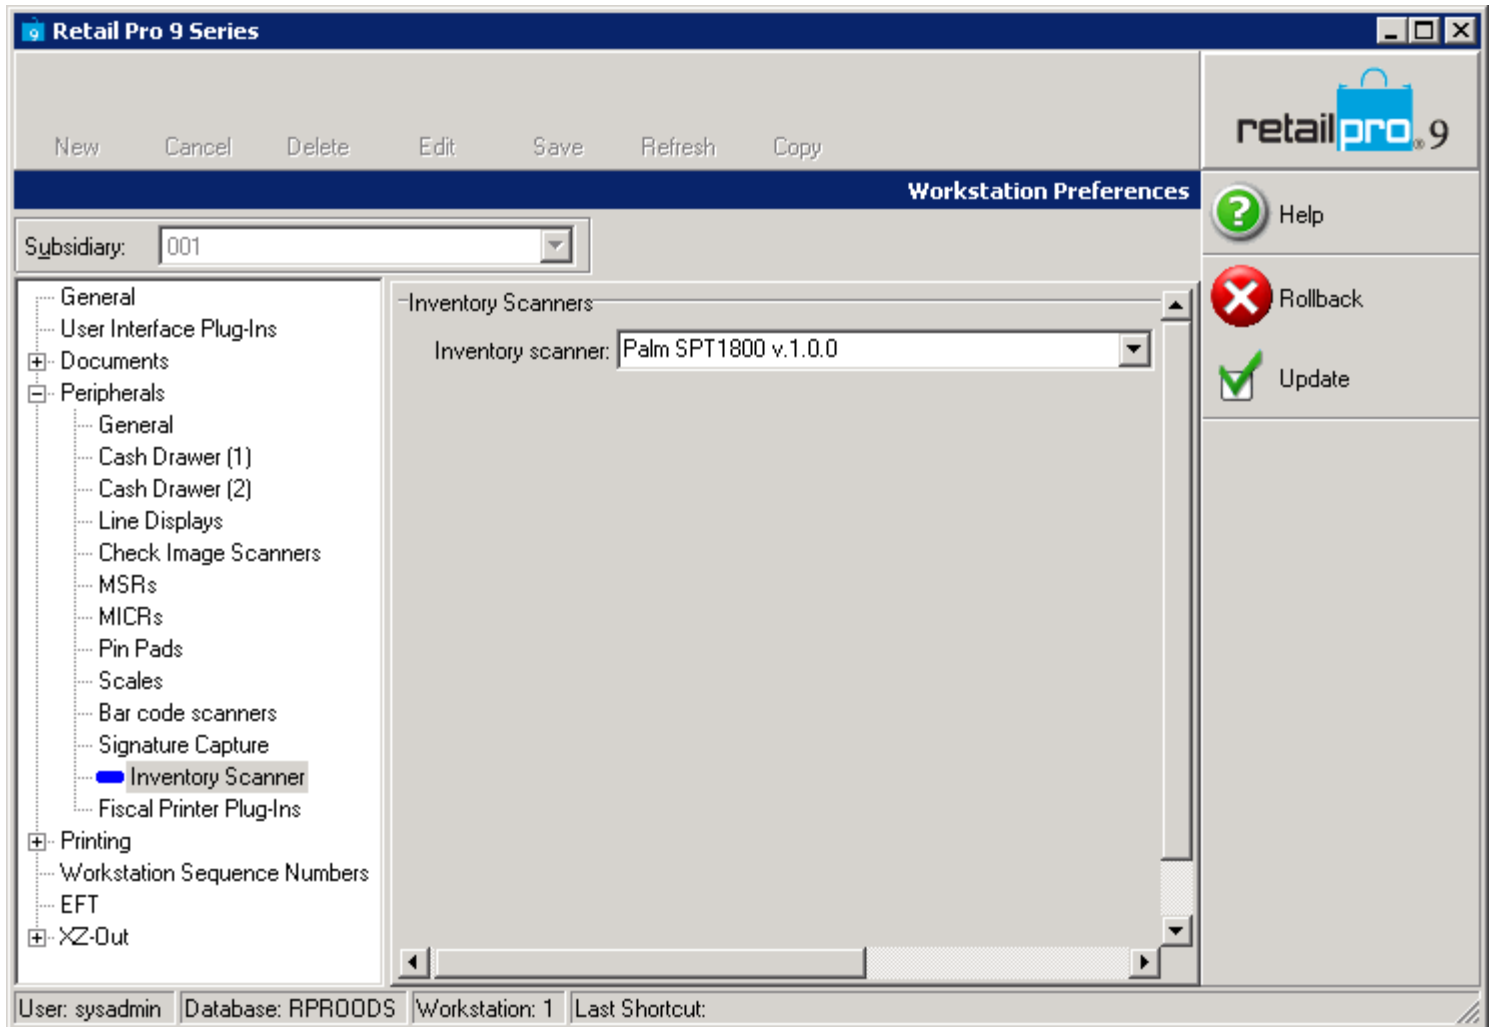 Retail Pro 9 Series
New Cancel Delete Edit Save Refresh Copy
retail pro® 9
Workstation Preferences
Subsidiary: 001
Help
Rollback
Update
General
User Interface Plug-Ins
Documents
Peripherals
General
Cash Drawer (1)
Cash Drawer (2)
Line Displays
Check Image Scanners
MSRs
MICRs
Pin Pads
Scales
Bar code scanners
Signature Capture
Inventory Scanner
Fiscal Printer Plug-Ins
Printing
Workstation Sequence Numbers
EFT
XZ-Out
Inventory Scanners
Inventory scanner: Palm SPT1800 v.1.0.0
User: sysadmin Database: RPROODS Workstation: 1 Last Shortcut: